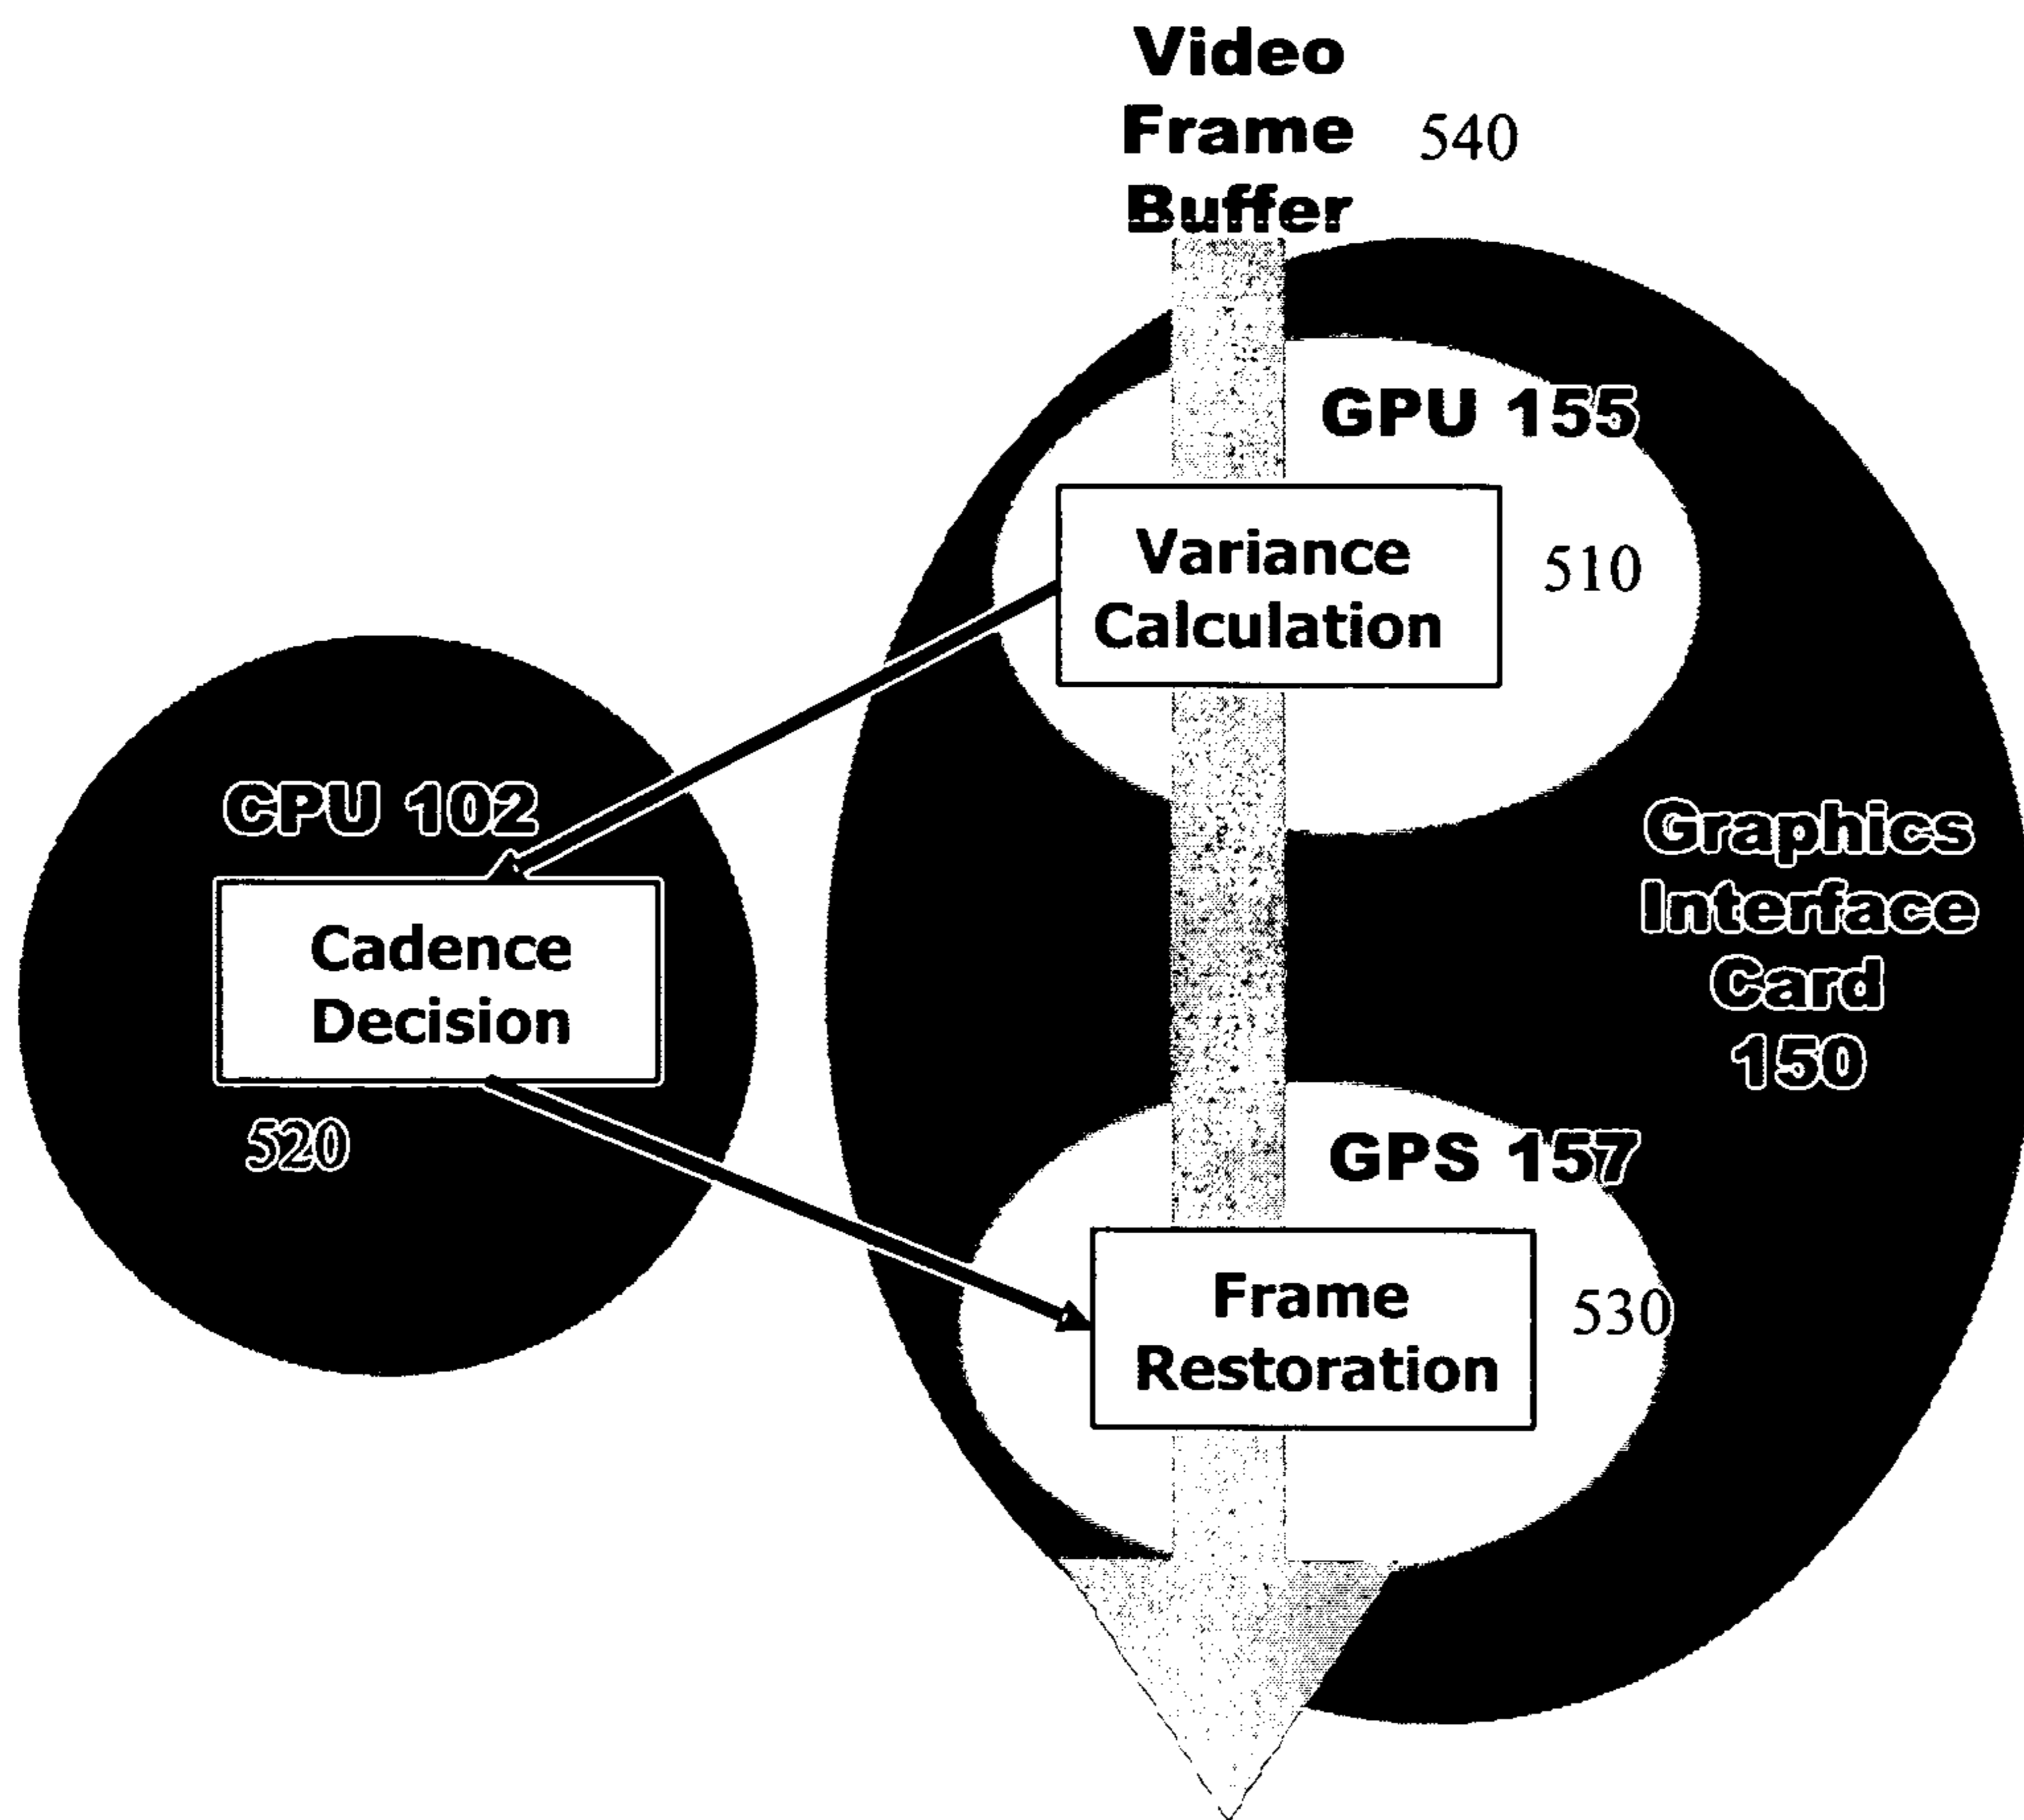 Video
Frame
Buffer
540
GPU 155
Variance
Calculation
510
CPU 102
Cadence
Decision
520
Graphics
Interface
Card
150
GPS 157
Frame
Restoration
530